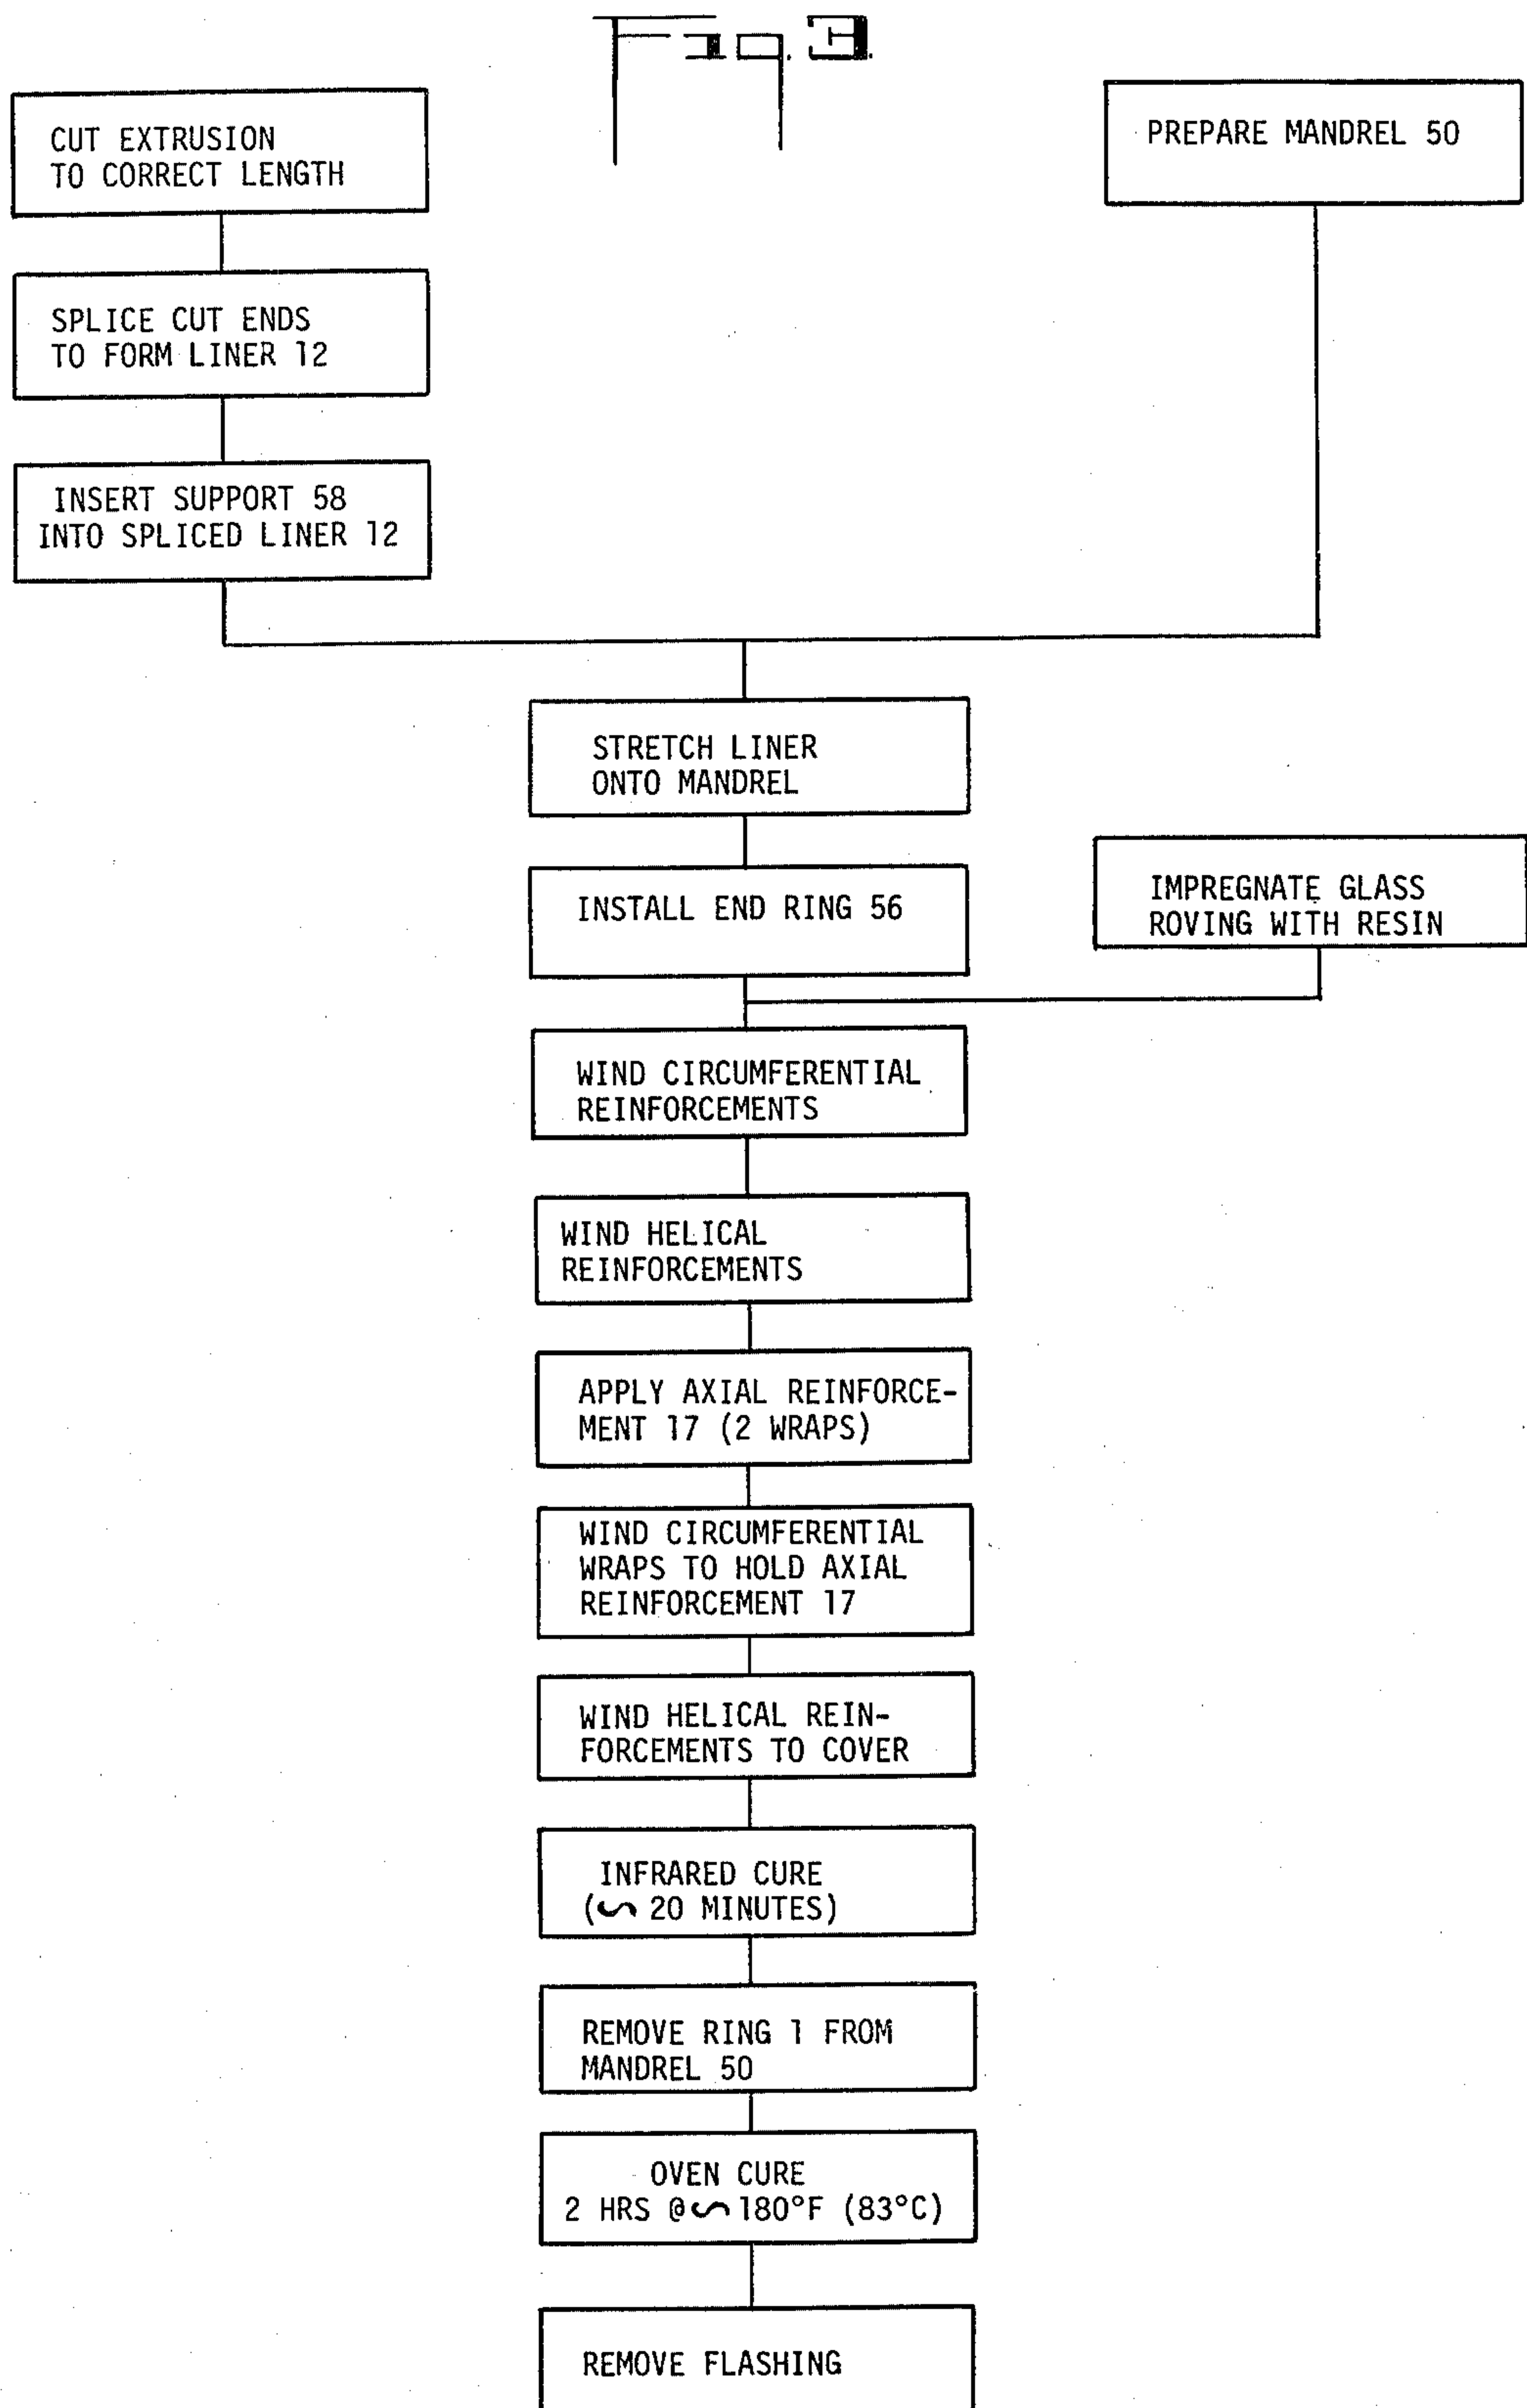 Fig. 3.
CUT EXTRUSION
TO CORRECT LENGTH
PREPARE MANDREL 50
SPLICE CUT ENDS
TO FORM LINER 12
INSERT SUPPORT 58
INTO SPLICED LINER 12
STRETCH LINER
ONTO MANDREL
INSTALL END RING 56
IMPREGNATE GLASS
ROVING WITH RESIN
WIND CIRCUMFERENTIAL
REINFORCEMENTS
WIND HELICAL
REINFORCEMENTS
APPLY AXIAL REINFORCE-
MENT 17 (2 WRAPS)
WIND CIRCUMFERENTIAL
WRAPS TO HOLD AXIAL
REINFORCEMENT 17
WIND HELICAL REIN-
FORCEMENTS TO COVER
INFRARED CURE
(∽ 20 MINUTES)
REMOVE RING 1 FROM
MANDREL 50
OVEN CURE
2 HRS @∽180°F (83°C)
REMOVE FLASHING